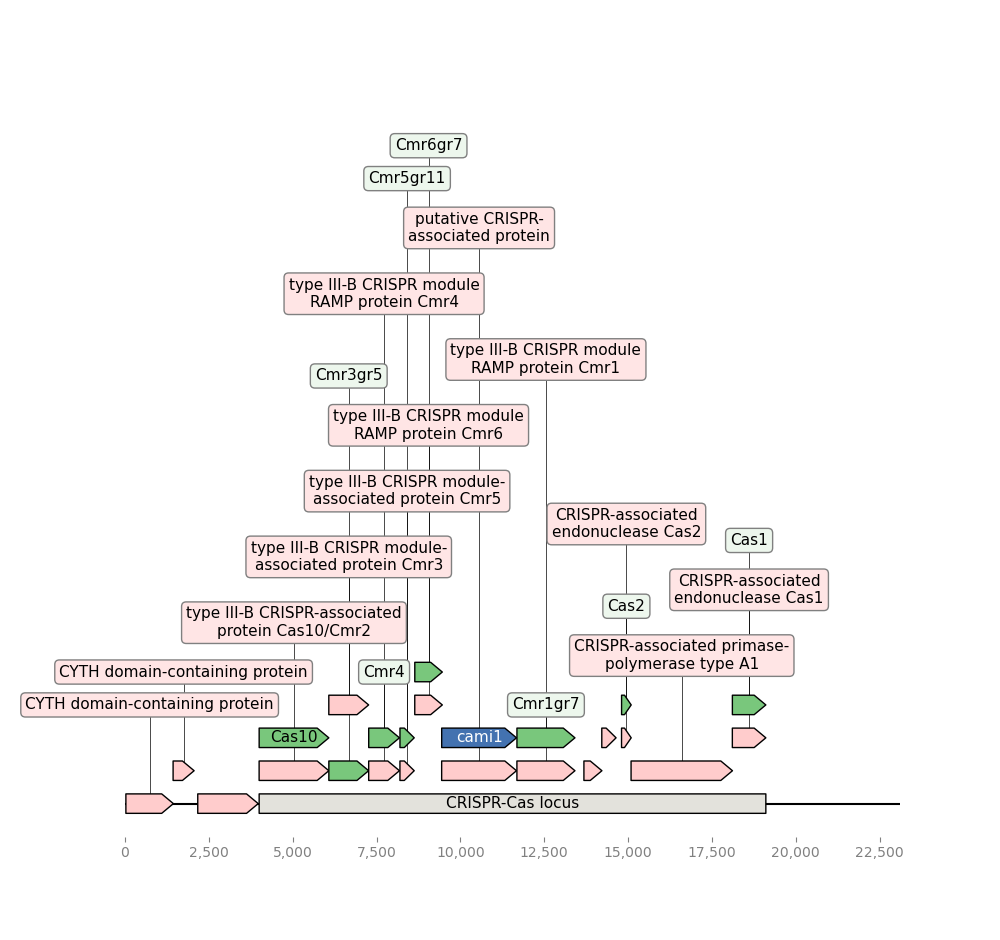 Cmr6gr7
Cmr5gr11
putative CRISPR-
associated protein
type III-B CRISPR module
RAMP protein Cmr4
type III-B CRISPR module
RAMP protein Cmr1
Cmr3gr5
type III-B CRISPR module
RAMP protein Cmr6
type III-B CRISPR module-
associated protein Cmr5
CRISPR-associated
endonuclease Cas2
Cas1
type III-B CRISPR module-
associated protein Cmr3
CRISPR-associated
endonuclease Cas1
Cas2
type III-B CRISPR-associated
protein Cas10/Cmr2
CRISPR-associated primase-
polymerase type A1
CYTH domain-containing protein
Cmr4
CYTH domain-containing protein
Cmr1gr7
Cas10
cami1
CRISPR-Cas locus
0 2,500 5,000 7,500 10,000 12,500 15,000 17,500 20,000 22,500